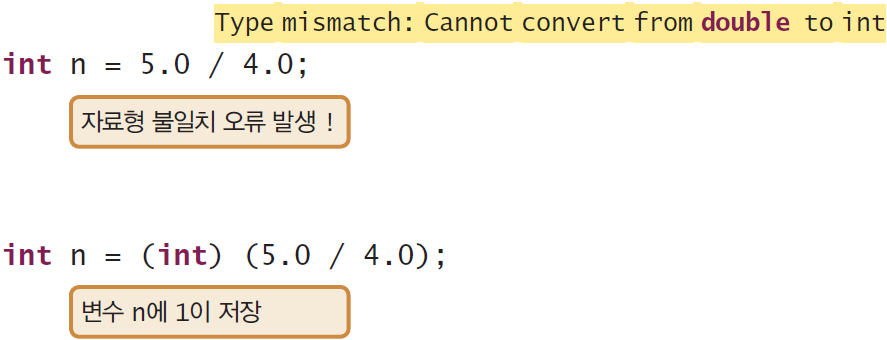 Type mismatch: Cannot convert from double to int
int n = 5.0 / 4.0;
자료형 불일치 오류 발생 !
int n = (int) (5.0 / 4.0);
변수 n에 1이 저장